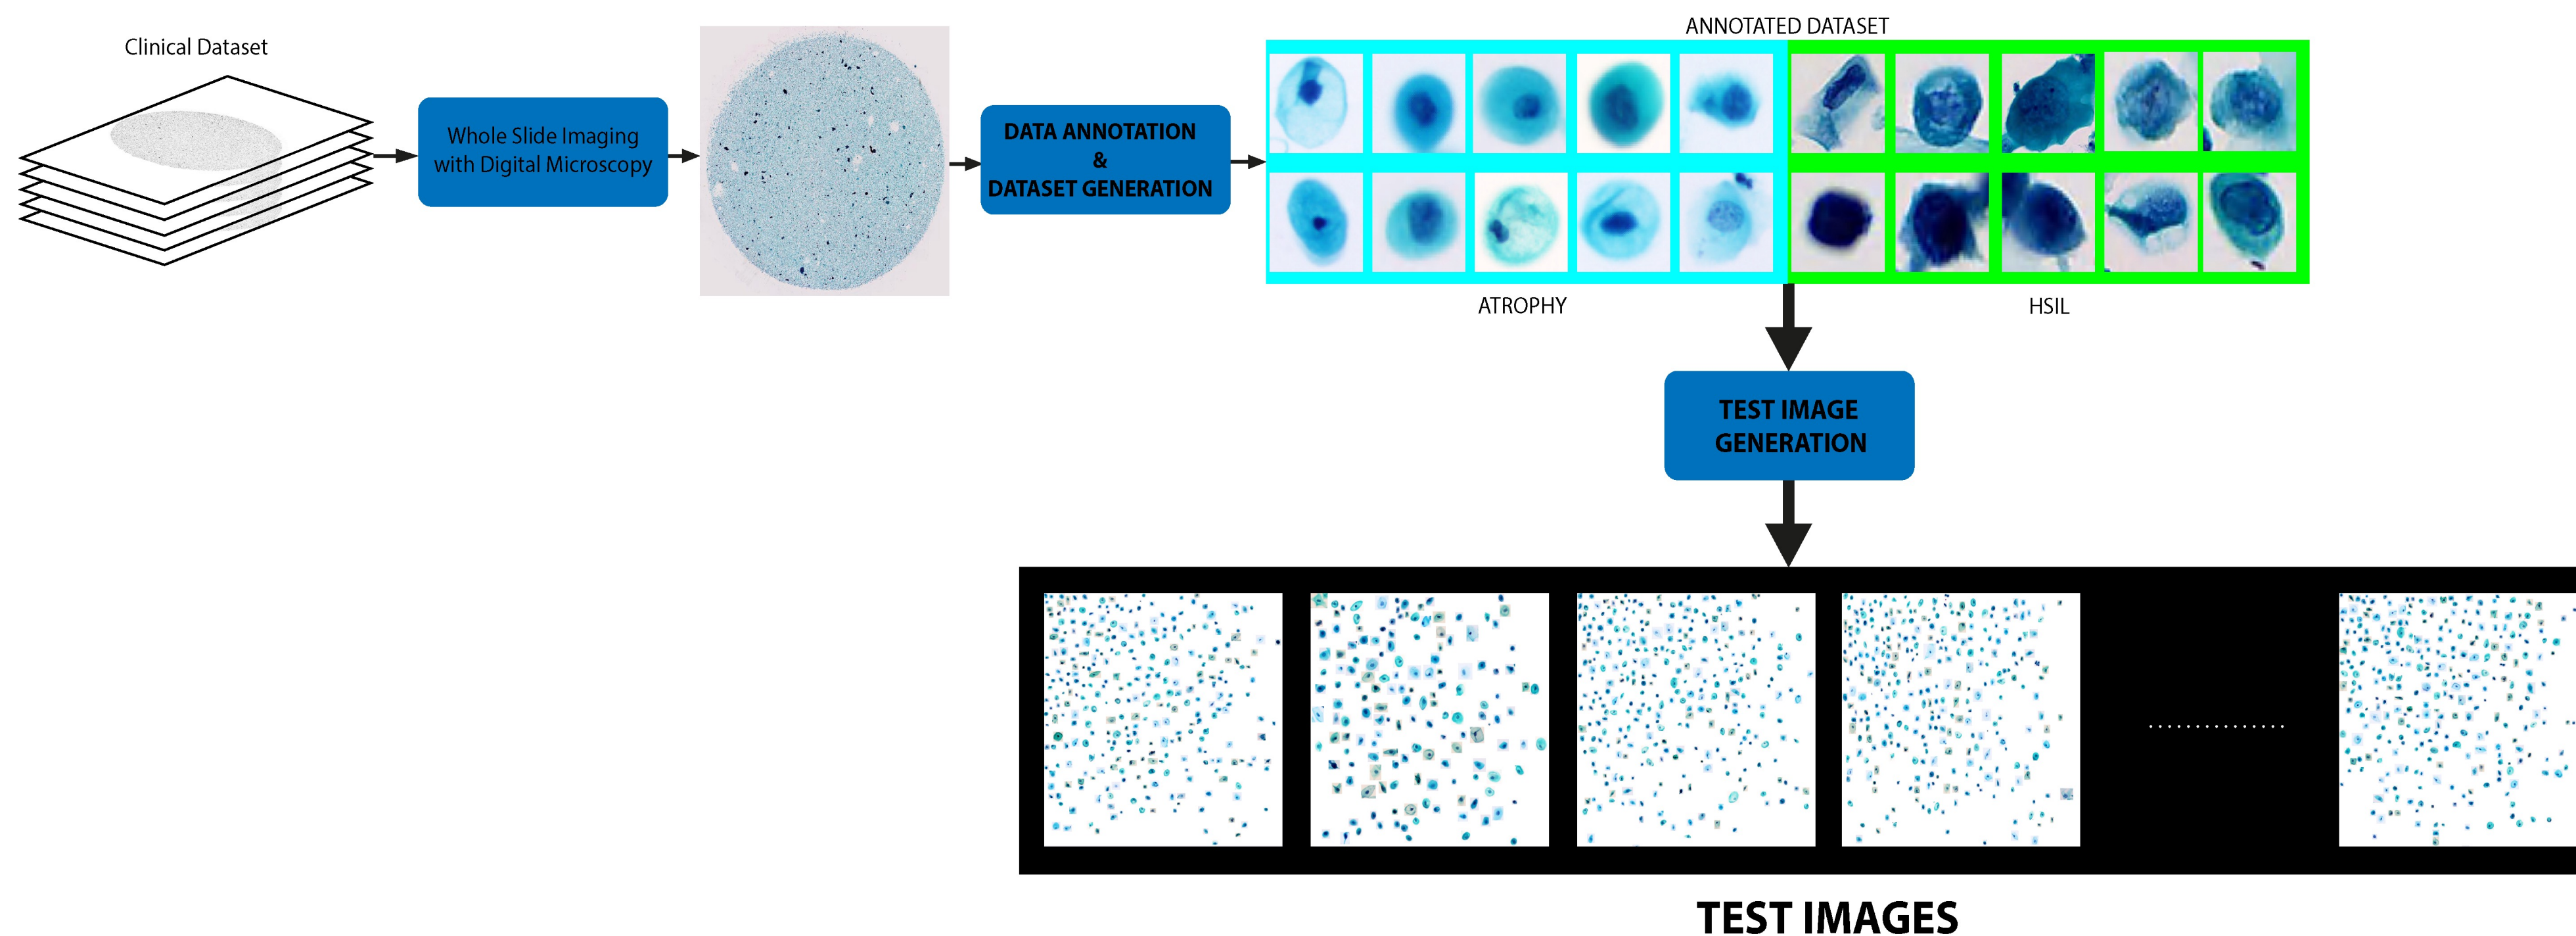 Clinical Dataset
Whole Slide Imaging
with Digital Microscopy
DATA ANNOTATION
&
DATASET GENERATION
ANNOTATED DATASET
ATROPHY
HSIL
TEST IMAGE
GENERATION
...............
TEST IMAGES